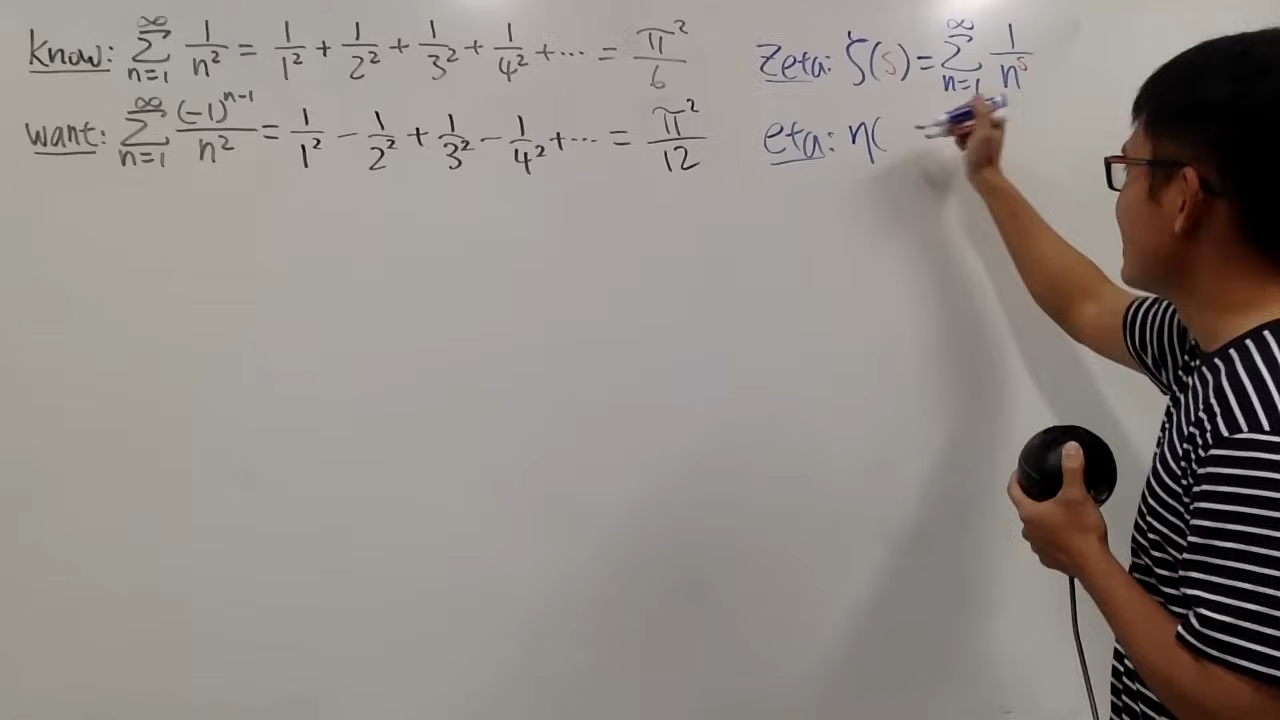 Know: ∞ Σ n=1 1/n² = 1/1² + 1/2² + 1/3² + 1/4² + ... = π²/6
Want: ∞ Σ n=1 (-1)^(n-1)/n² = 1/1² - 1/2² + 1/3² - 1/4² + ... = π²/12
Zeta: ζ(s) = ∞ Σ n=1 1/n^s
eta: η(